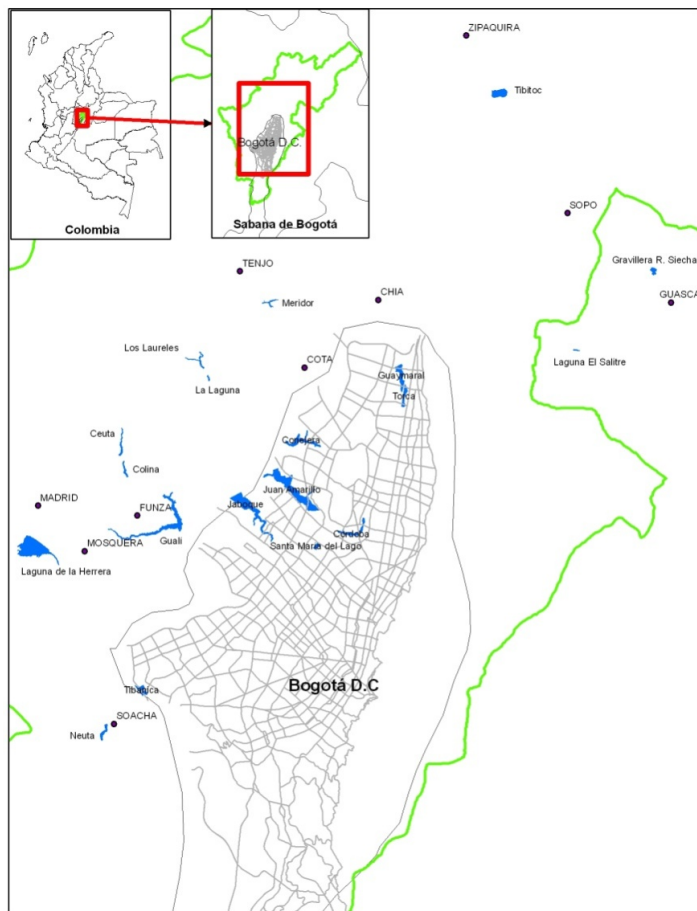 ZIPAQUIRA
Tibitoc
Bogotá D.C.
Colombia
Sabana de Bogotá
SOPO
Gravillera R. Siecha
TENJO
CHIA
GUASCA
Meridor
Los Laureles
Laguna El Salitre
COTA
La Laguna
Guaymaral
Torca
Ceuta
Conejera
Colina
Juan Amarillo
MADRID
Jaboque
FUNZA
Guali
Córdoba
MOSQUERA
Santa Maria del Lago
Laguna de la Herrera
Bogotá D.C
Tibanica
SOACHA
Neuta